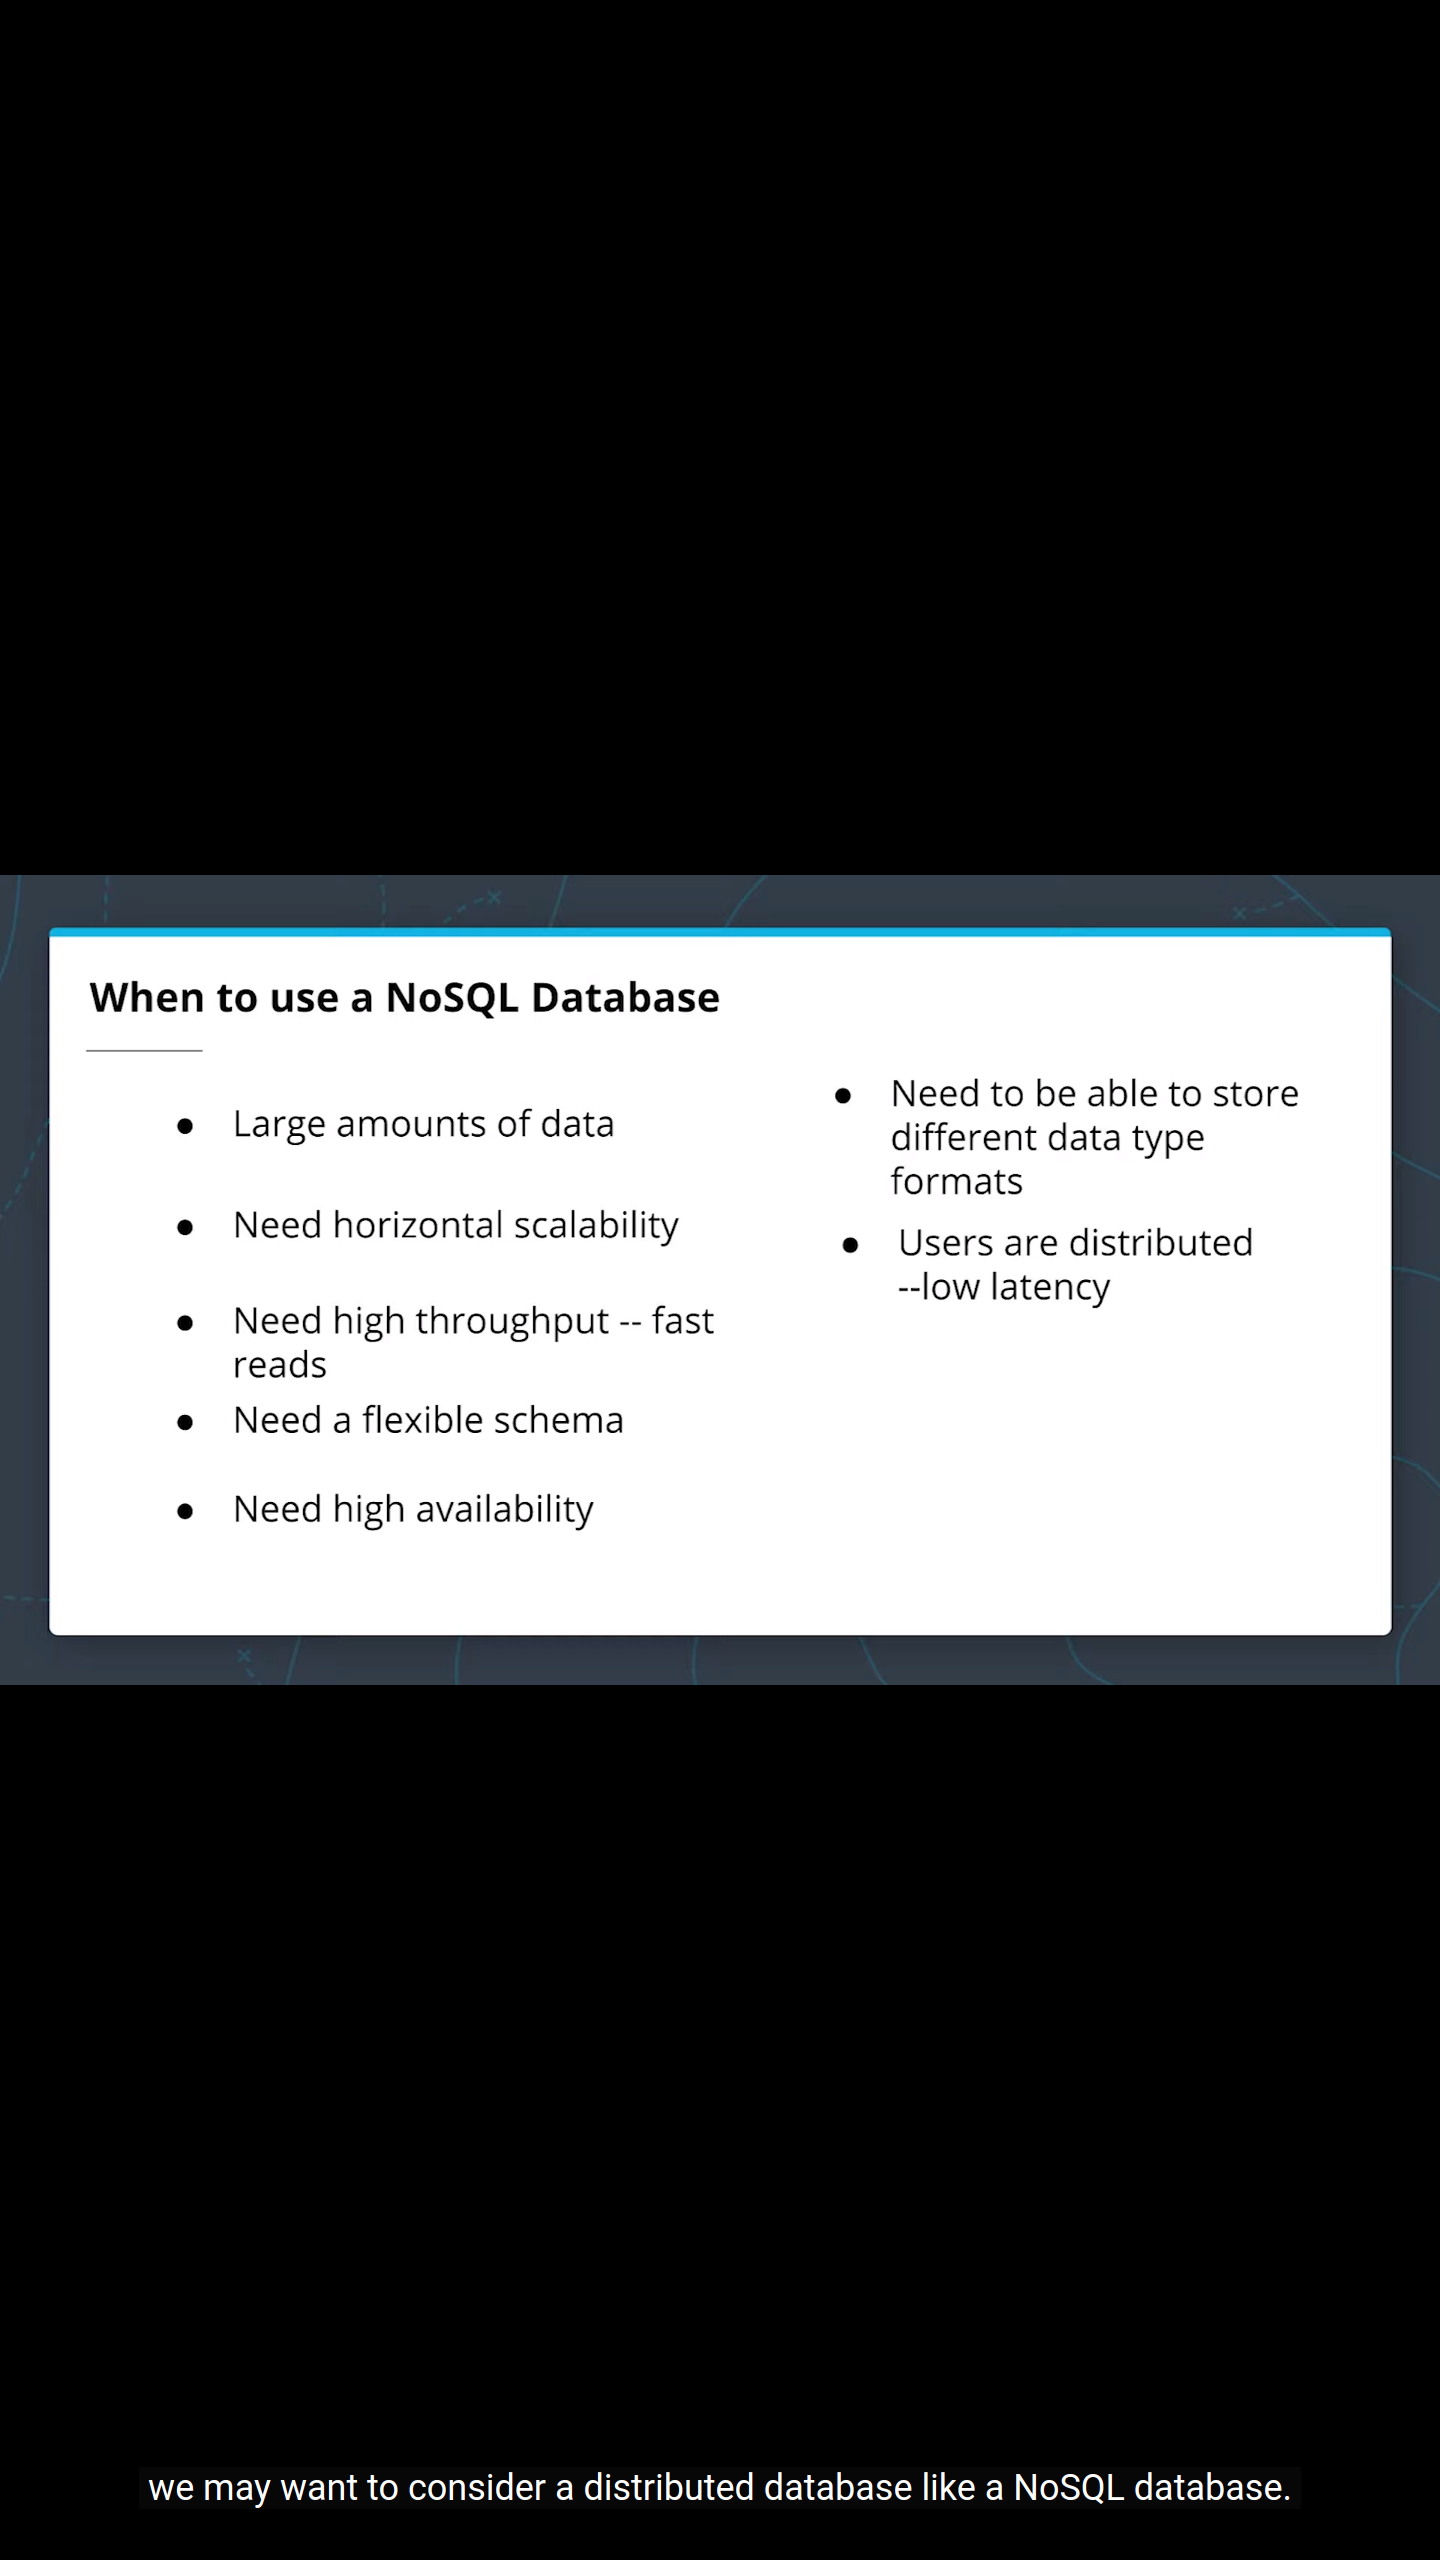 When to use a NoSQL Database
● Large amounts of data
● Need horizontal scalability
● Need high throughput -- fast
reads
● Need a flexible schema
● Need high availability
● Need to be able to store
different data type
formats
● Users are distributed
--low latency
we may want to consider a distributed database like a NoSQL database.